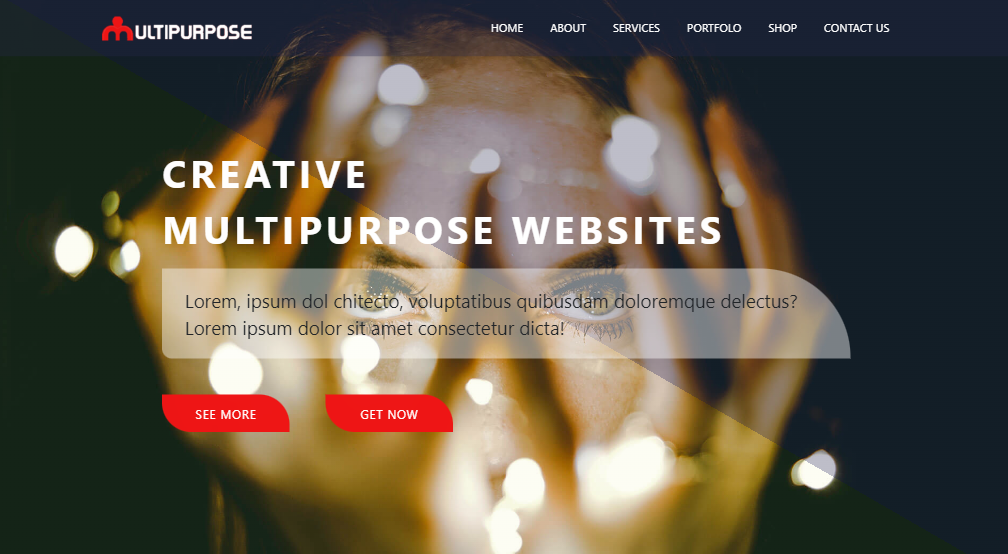 MULTIPURPOSE
HOME ABOUT SERVICES PORTFOLO SHOP CONTACT US
CREATIVE
MULTIPURPOSE WEBSITES
Lorem, ipsum dol chitecto, voluptatibus quibusdam doloremque delectus?
Lorem ipsum dolor sit amet consectetur dicta!
SEE MORE GET NOW